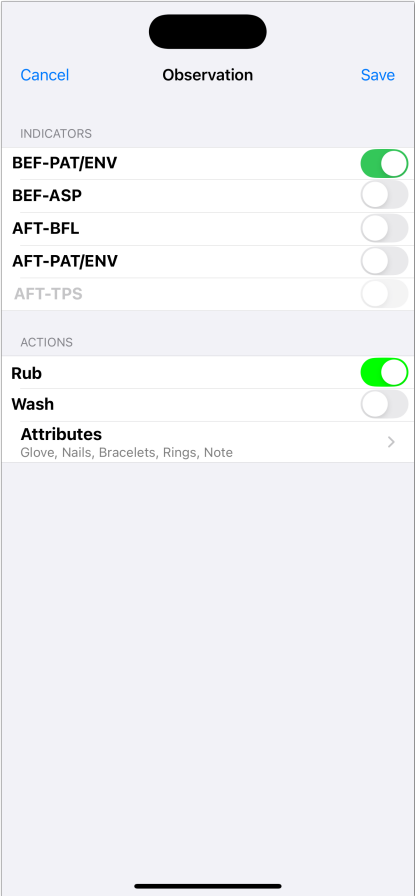 Cancel
Observation
Save
INDICATORS
BEF-PAT/ENV
BEF-ASP
AFT-BFL
AFT-PAT/ENV
AFT-TPS
ACTIONS
Rub
Wash
Attributes
Glove, Nails, Bracelets, Rings, Note